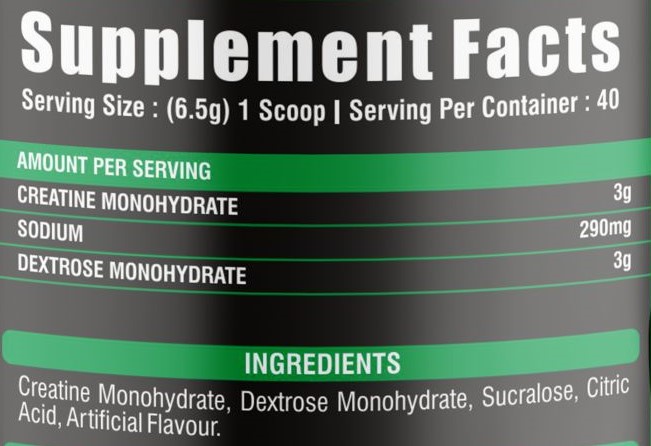 Supplement Facts
Serving Size : (6.5g) 1 Scoop | Serving Per Container : 40
AMOUNT PER SERVING
CREATINE MONOHYDRATE 3g
SODIUM 290mg
DEXTROSE MONOHYDRATE 3g
INGREDIENTS
Creatine Monohydrate, Dextrose Monohydrate, Sucralose, Citric
Acid, Artificial Flavour.